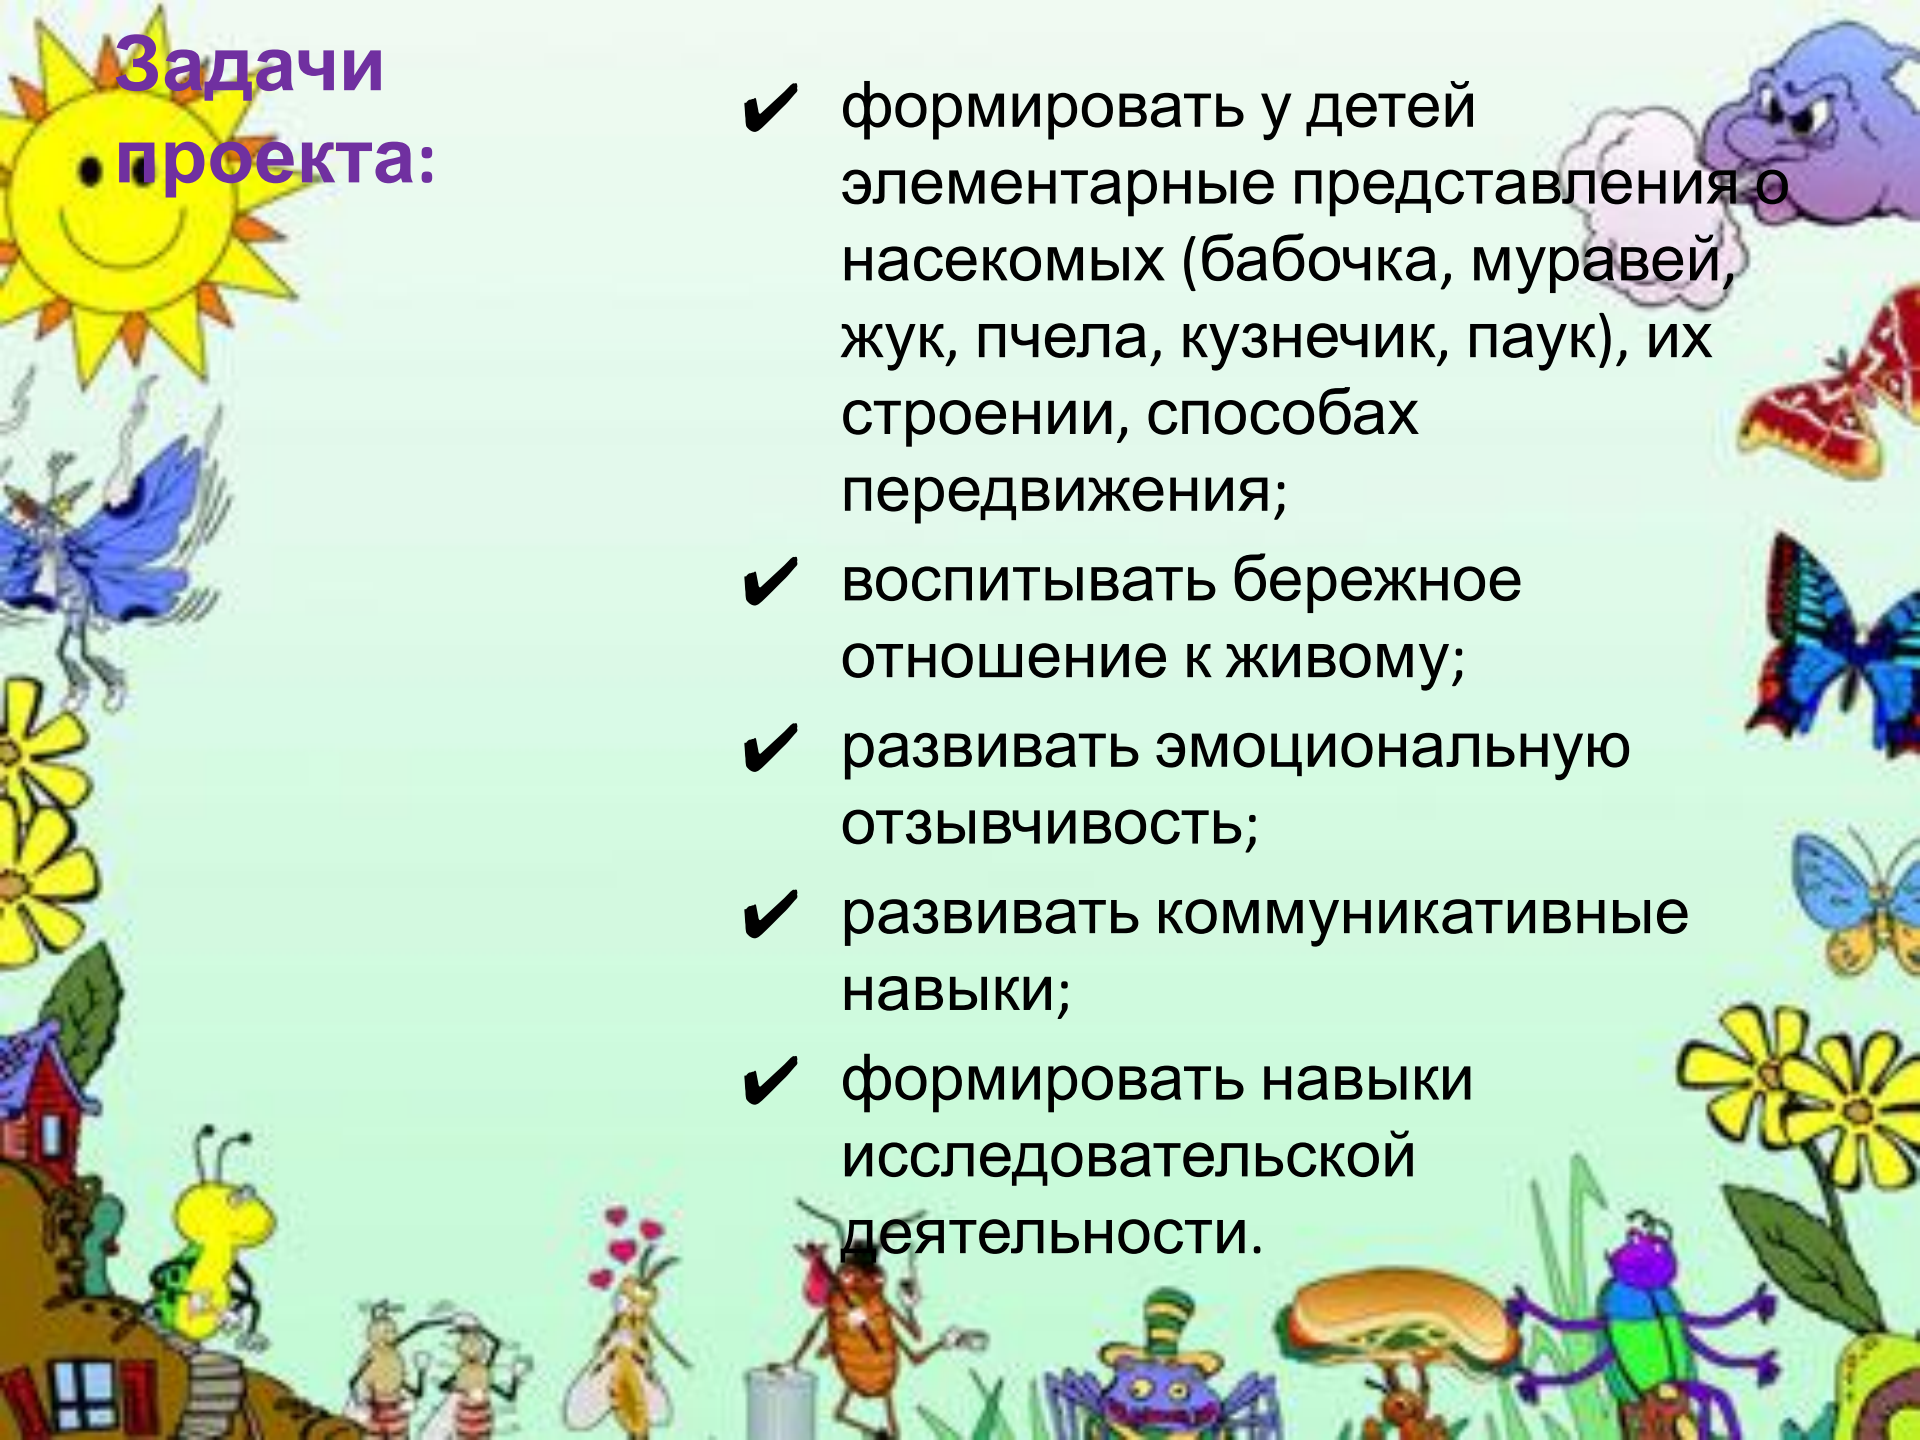 Задачи
проекта:
✔ формировать у детей
элементарные представления о
насекомых (бабочка, муравей,
жук, пчела, кузнечик, паук), их
строении, способах
передвижения;
✔ воспитывать бережное
отношение к живому;
✔ развивать эмоциональную
отзывчивость;
✔ развивать коммуникативные
навыки;
✔ формировать навыки
исследовательской
деятельности.